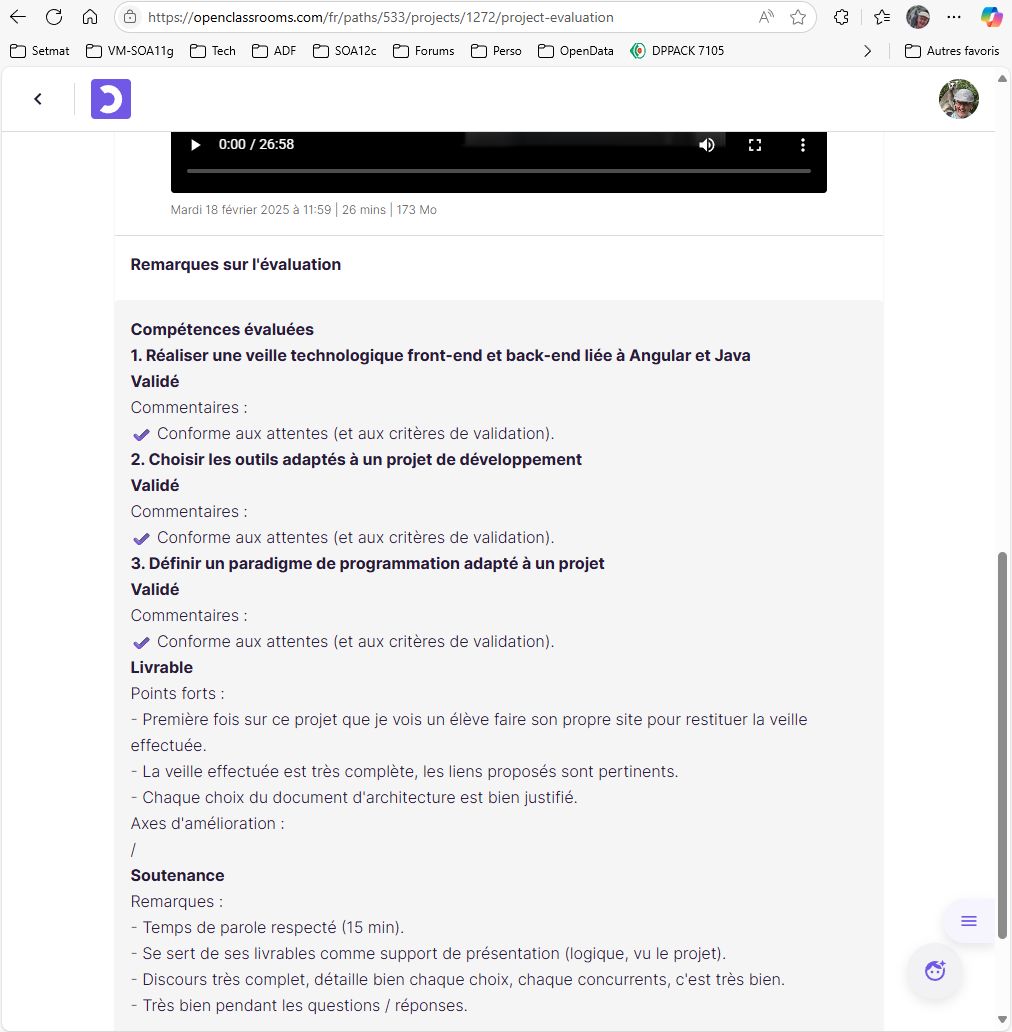 https://openclassrooms.com/fr/paths/533/projects/1272/project-evaluation
Setmat VM-SOA11g Tech ADF SOA12c Forums Perso OpenData DPPACK 7105 Autres favoris
0:00 / 26:58
Mardi 18 février 2025 à 11:59 | 26 mins | 173 Mo
Remarques sur l'évaluation
Compétences évaluées
1. Réaliser une veille technologique front-end et back-end liée à Angular et Java
Validé
Commentaires :
✔ Conforme aux attentes (et aux critères de validation).
2. Choisir les outils adaptés à un projet de développement
Validé
Commentaires :
✔ Conforme aux attentes (et aux critères de validation).
3. Définir un paradigme de programmation adapté à un projet
Validé
Commentaires :
✔ Conforme aux attentes (et aux critères de validation).
Livrable
Points forts :
- Première fois sur ce projet que je vois un élève faire son propre site pour restituer la veille
effectuée.
- La veille effectuée est très complète, les liens proposés sont pertinents.
- Chaque choix du document d'architecture est bien justifié.
Axes d'amélioration :
/
Soutenance
Remarques :
- Temps de parole respecté (15 min).
- Se sert de ses livrables comme support de présentation (logique, vu le projet).
- Discours très complet, détaille bien chaque choix, chaque concurrents, c'est très bien.
- Très bien pendant les questions / réponses.